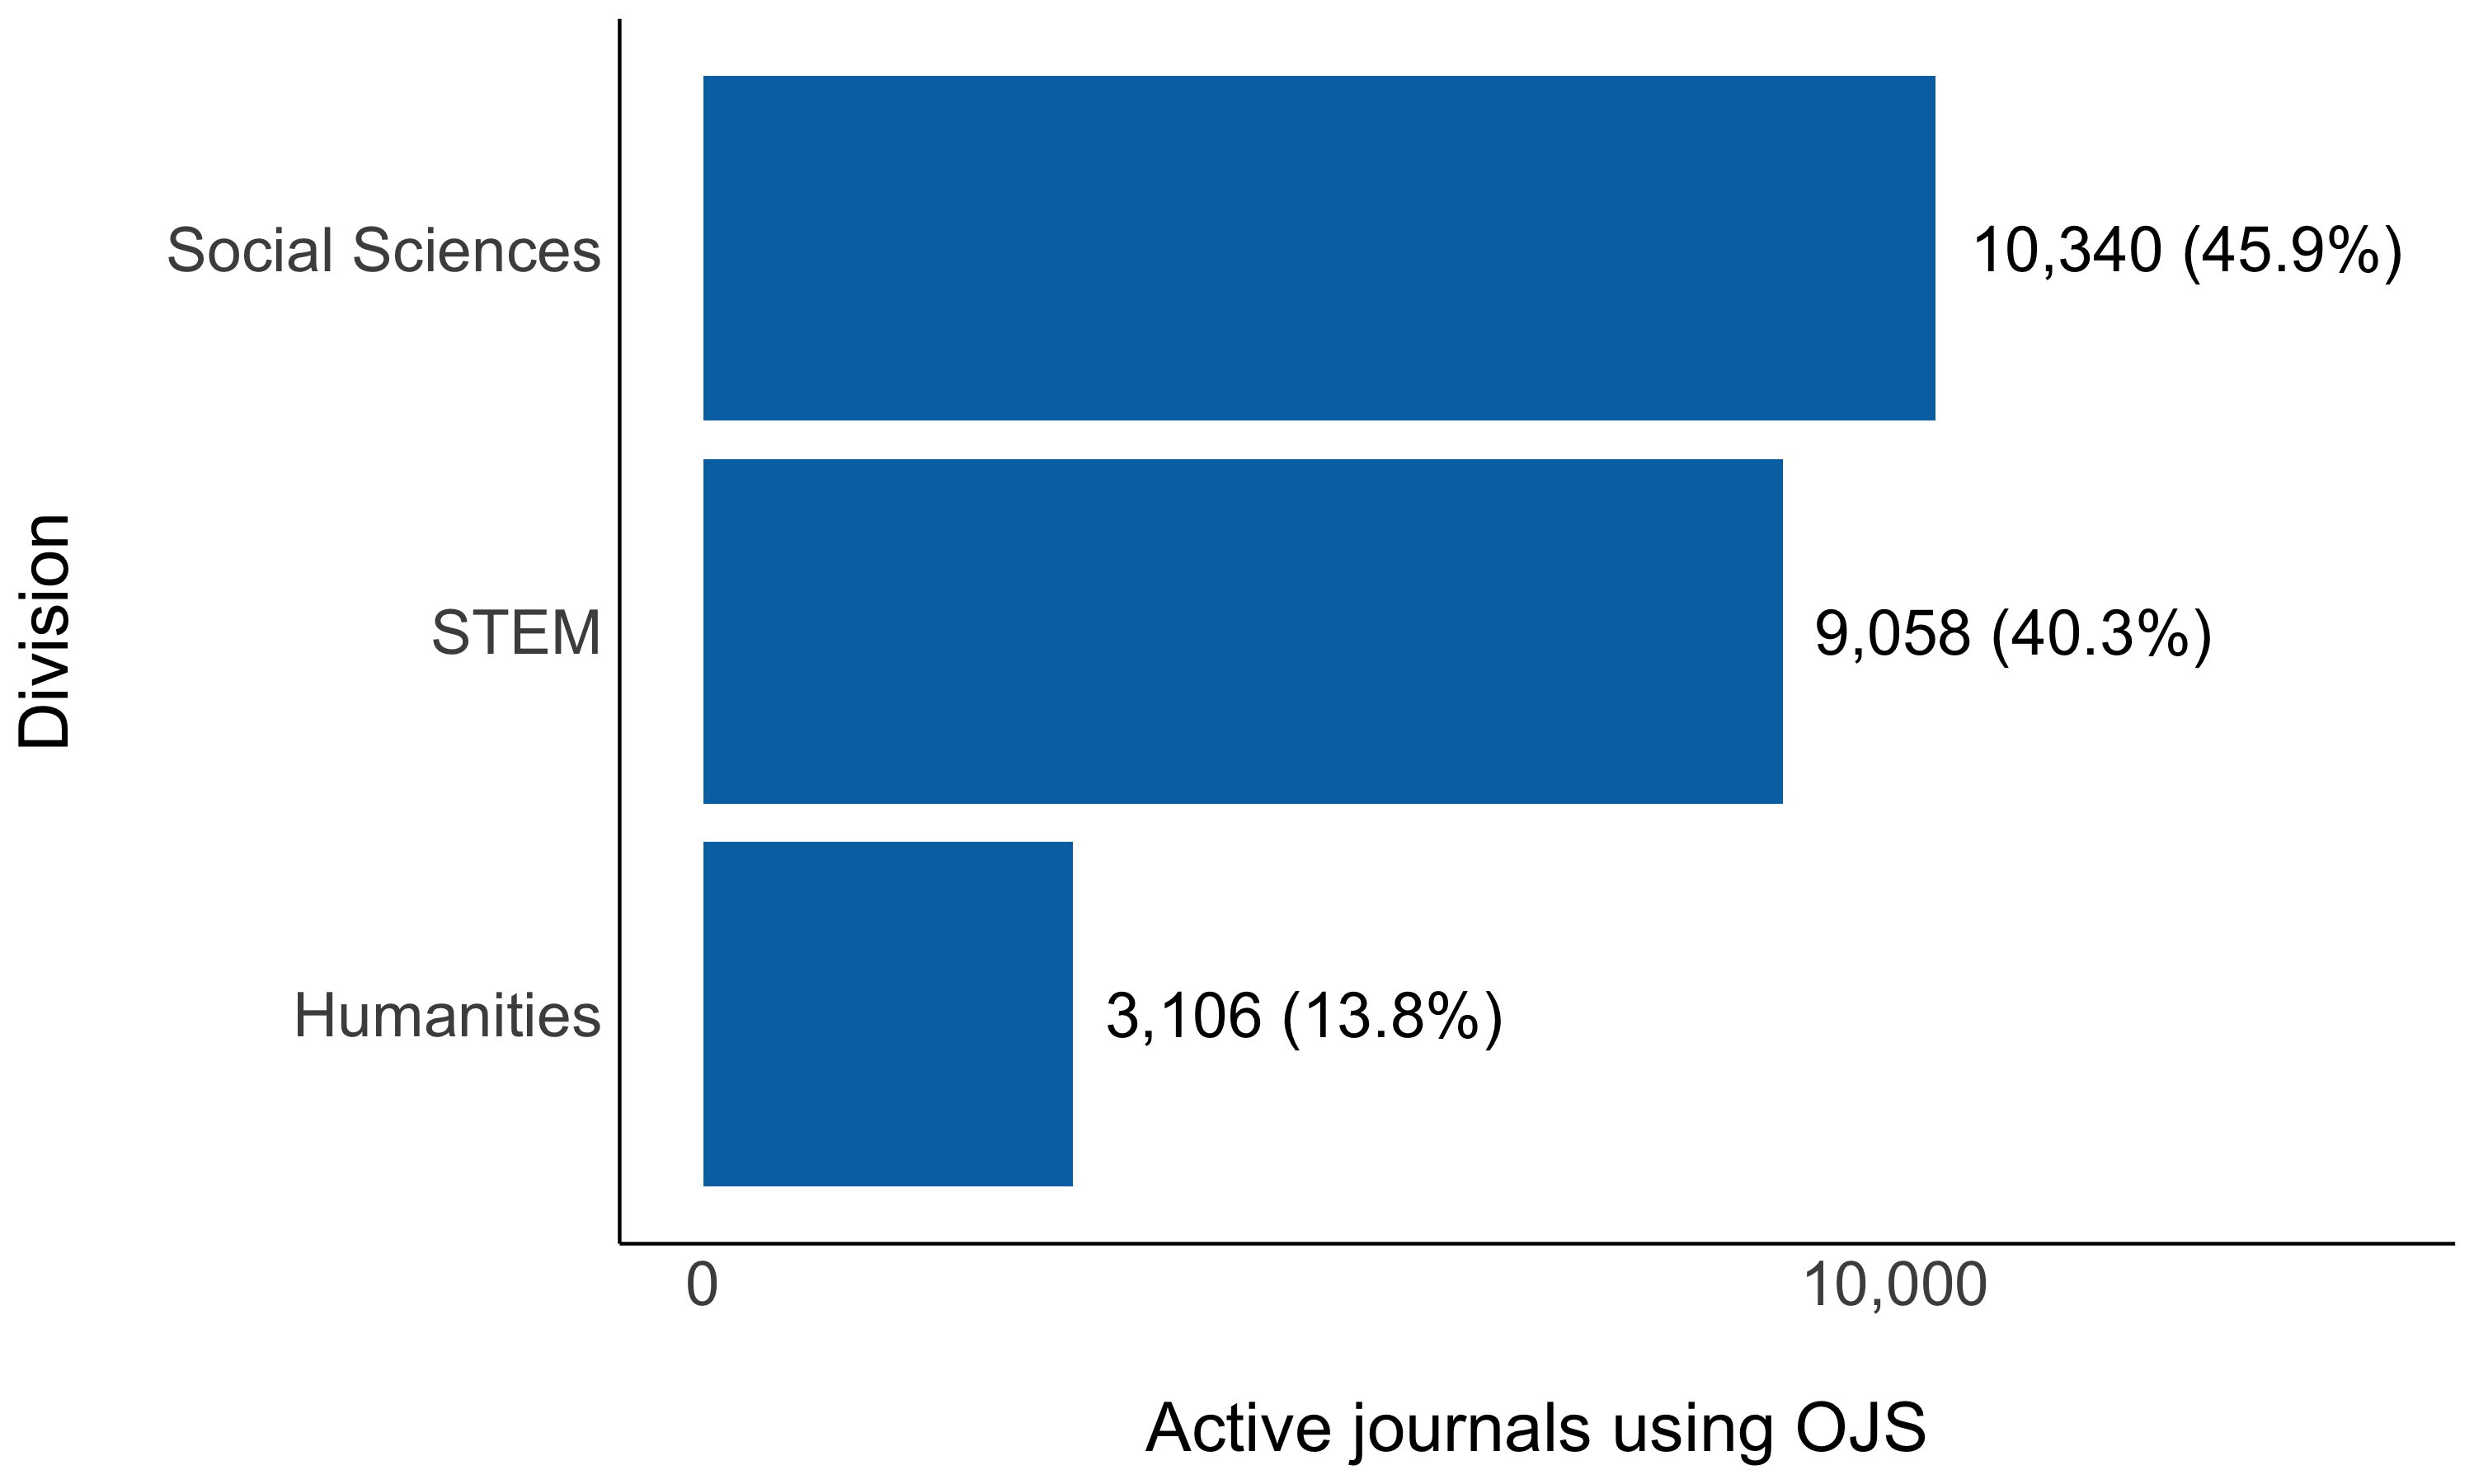 Division
Social Sciences
10,340 (45.9%)
STEM
9,058 (40.3%)
Humanities
3,106 (13.8%)
0
10,000
Active journals using OJS